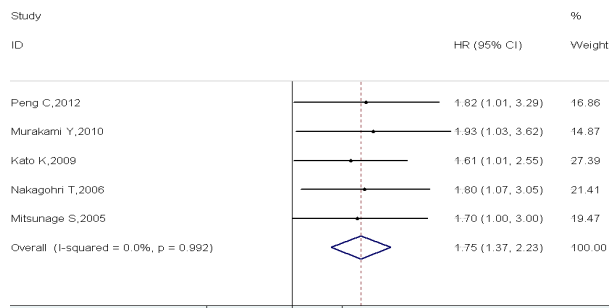 Study %
ID HR (95% CI) Weight
Peng C,2012 1.82 (1.01, 3.29) 16.86
Murakami Y,2010 1.93 (1.03, 3.62) 14.87
Kato K,2009 1.61 (1.01, 2.55) 27.39
Nakagohri T,2006 1.80 (1.07, 3.05) 21.41
Mitsunage S,2005 1.70 (1.00, 3.00) 19.47
Overall (I-squared = 0.0%, p = 0.992) 1.75 (1.37, 2.23) 100.00